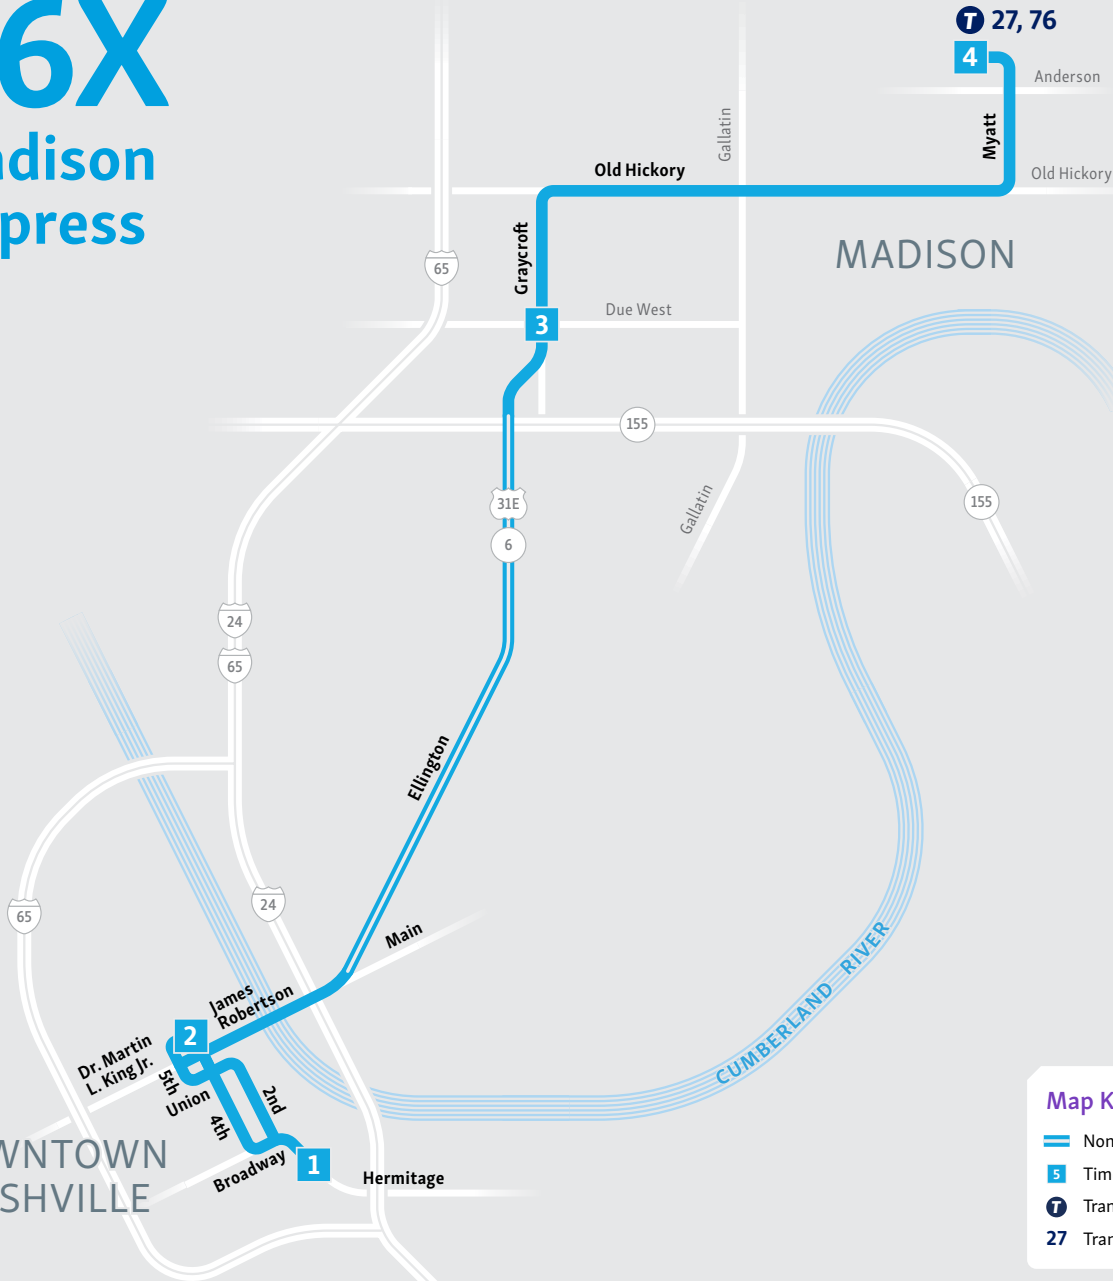 6X
adison
press
T 27, 76
4
Anderson
Myatt
Gallatin
Old Hickory
Old Hickory
MADISON
Graycroft
65
3
Due West
155
155
31E
6
Gallatin
24
65
Ellington
65
24
Main
James
Robertson
2
Dr. Martin
L. King Jr.
5th
Union
4th
2nd
Broadway
1
Hermitage
CUMBERLAND RIVER
WNTOWN
SHVILLE
Map K
Non
5 Tim
T Tran
27 Tran